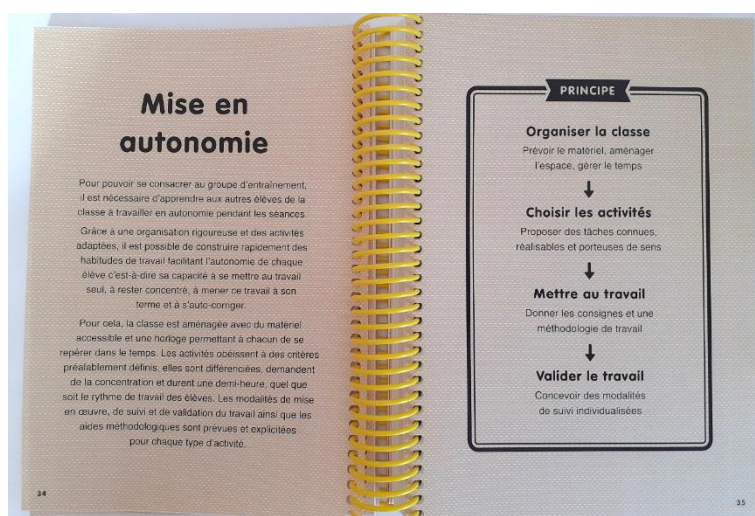 Mise en
autonomie
Pour pouvoir se consacrer au groupe d'entraînement,
il est nécessaire d'apprendre aux autres élèves de la
classe à travailler en autonomie pendant les séances.
Grâce à une organisation rigoureuse et des activités
adaptées, il est possible de construire rapidement des
habitudes de travail facilitant l'autonomie de chaque
élève c'est-à-dire sa capacité à se mettre au travail
seul, à rester concentré, à mener ce travail à son
terme et à s'auto-corriger.
Pour cela, la classe est aménagée avec du matériel
accessible et une horloge permettant à chacun de se
repérer dans le temps. Les activités obéissent à des critères
préalablement définis, elles sont différenciées, demandent
de la concentration et durent une demi-heure, quel que
soit le rythme de travail des élèves. Les modalités de mise
en œuvre, de suivi et de validation du travail ainsi que les
aides méthodologiques sont prévues et explicitées
pour chaque type d'activité.
34
PRINCIPE
Organiser la classe
Prévoir le matériel, aménager
l'espace, gérer le temps
Choisir les activités
Proposer des tâches connues,
réalisables et porteuses de sens
Mettre au travail
Donner les consignes et une
méthodologie de travail
Valider le travail
Concevoir des modalités
de suivi individualisées
35